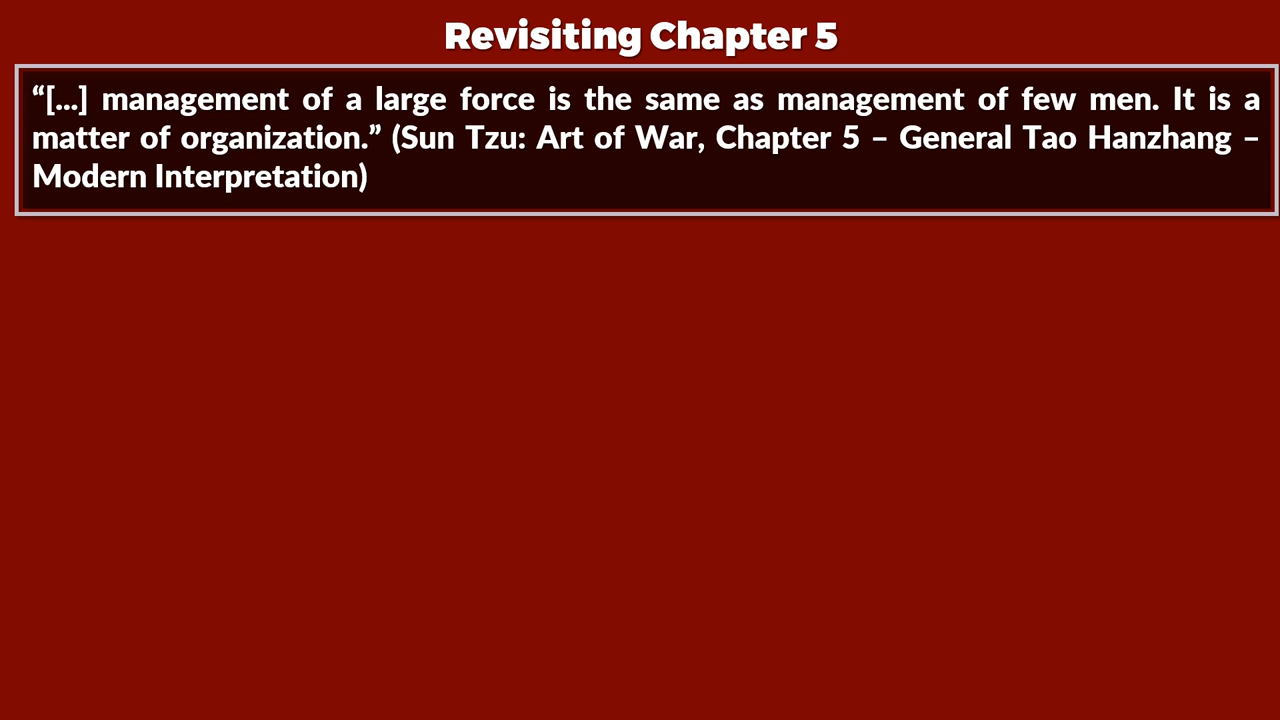 Revisiting Chapter 5
“[...] management of a large force is the same as management of few men. It is a
matter of organization.” (Sun Tzu: Art of War, Chapter 5 – General Tao Hanzhang –
Modern Interpretation)